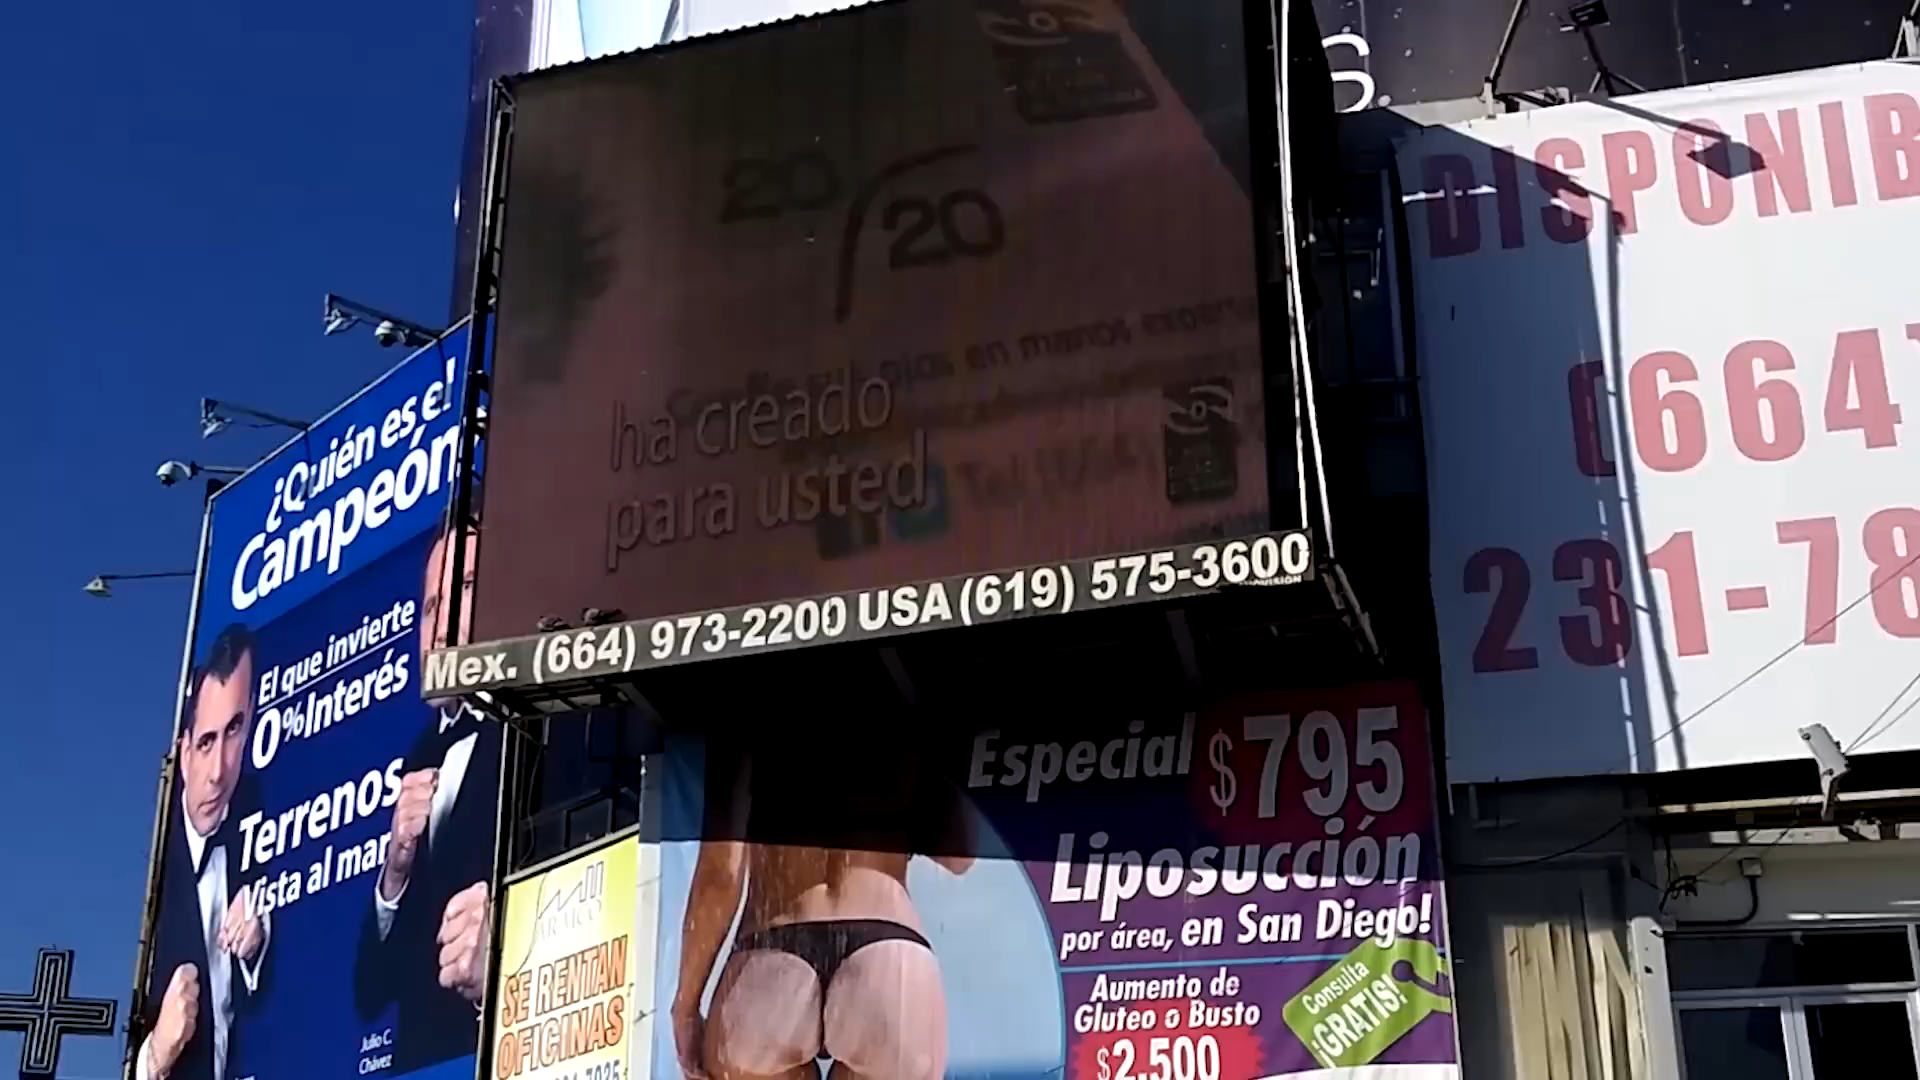 ¿Quién es el
Campeón
El que invierte
0% Interés
Terrenos
Vista al mar
Julio C.
Chávez
20/20
en manos
ha creado
para usted
Mex. (664) 973-2200 USA (619) 575-3600
S.
DISPONIB
(664)
231-78
SE RENTAN
OFICINAS
Especial $795
Liposucción
por área, en San Diego!
Aumento de
Gluteo o Busto
$2,500
Consulta
¡GRATIS!